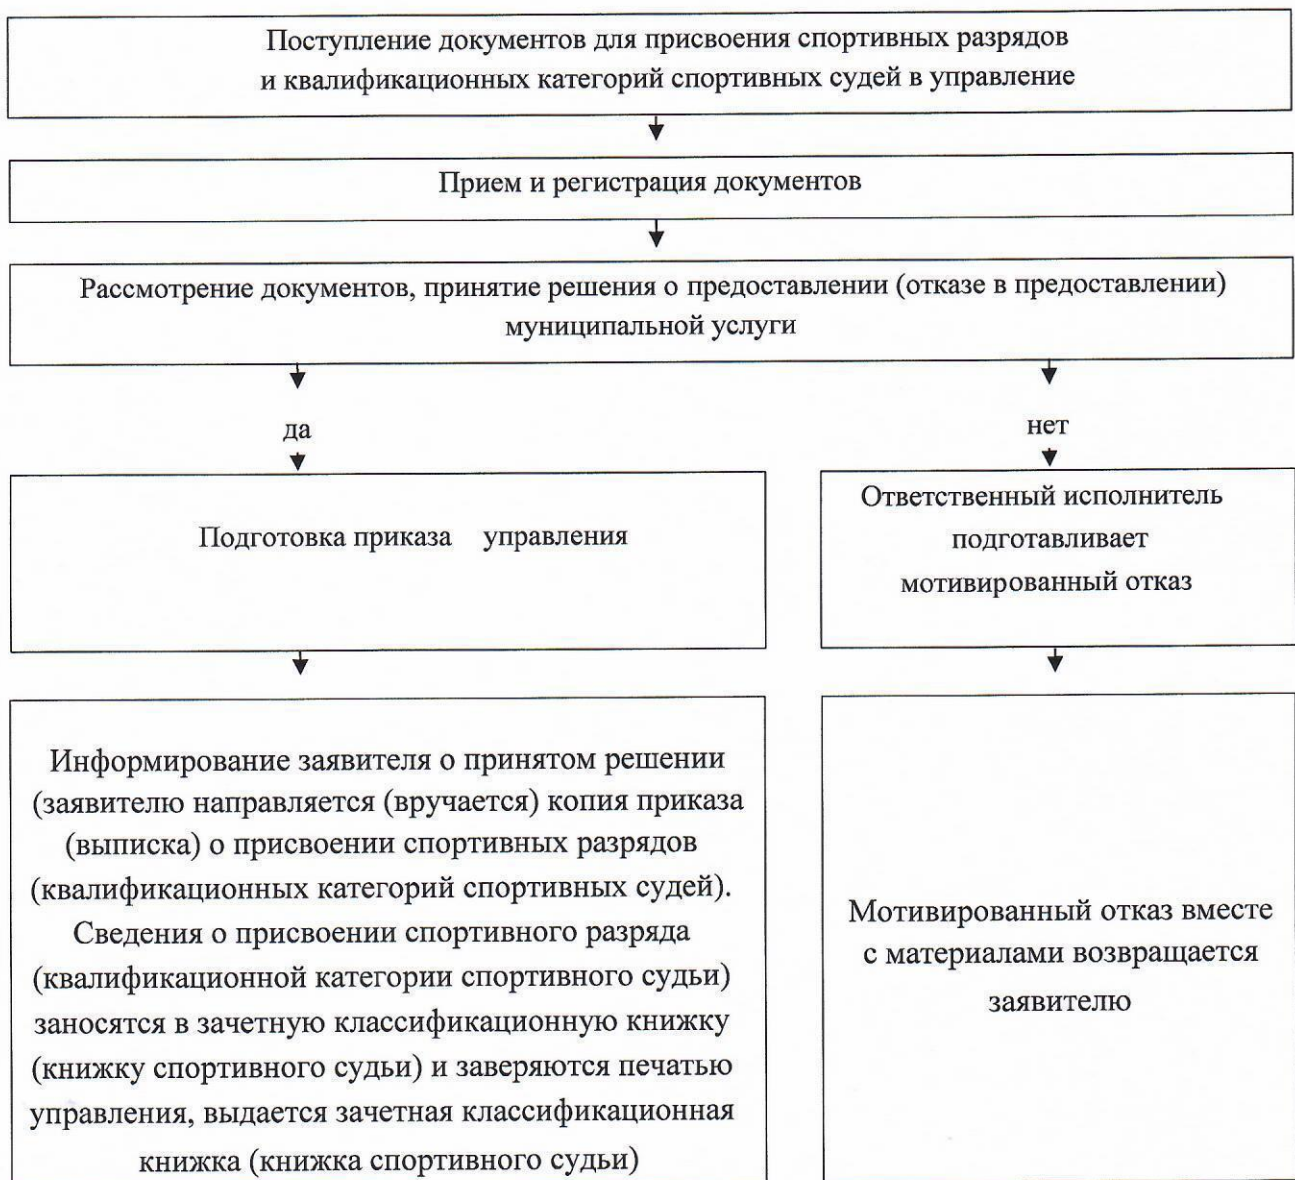 Поступление документов для присвоения спортивных разрядов
и квалификационных категорий спортивных судей в управление
Прием и регистрация документов
Рассмотрение документов, принятие решения о предоставлении (отказе в предоставлении)
муниципальной услуги
да
нет
Подготовка приказа управления
Ответственный исполнитель
подготавливает
мотивированный отказ
Информирование заявителя о принятом решении
(заявителю направляется (вручается) копия приказа
(выписка) о присвоении спортивных разрядов
(квалификационных категорий спортивных судей).
Сведения о присвоении спортивного разряда
(квалификационной категории спортивного судьи)
заносятся в зачетную классификационную книжку
(книжку спортивного судьи) и заверяются печатью
управления, выдается зачетная классификационная
книжка (книжка спортивного судьи)
Мотивированный отказ вместе
с материалами возвращается
заявителю